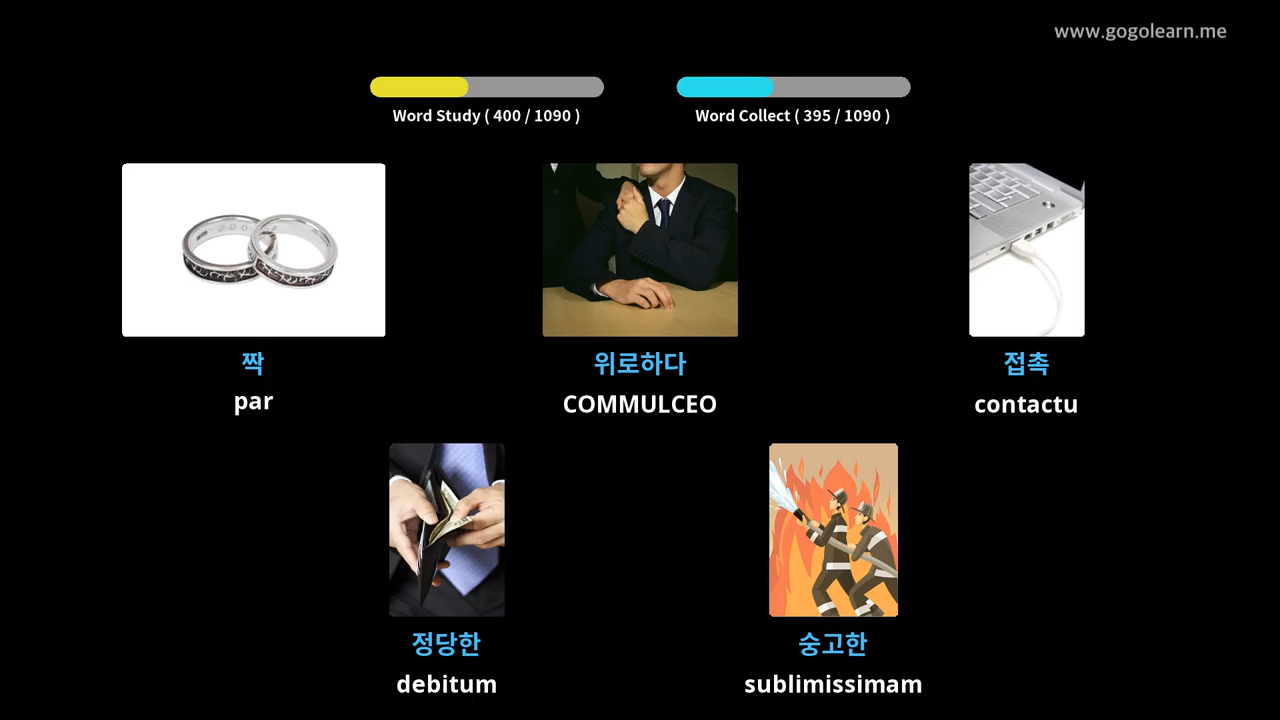 www.gogolearn.me
Word Study ( 400 / 1090 )
Word Collect ( 395 / 1090 )
짝
par
위로하다
COMMULCEO
접촉
contactu
정당한
debitum
숭고한
sublimissimam